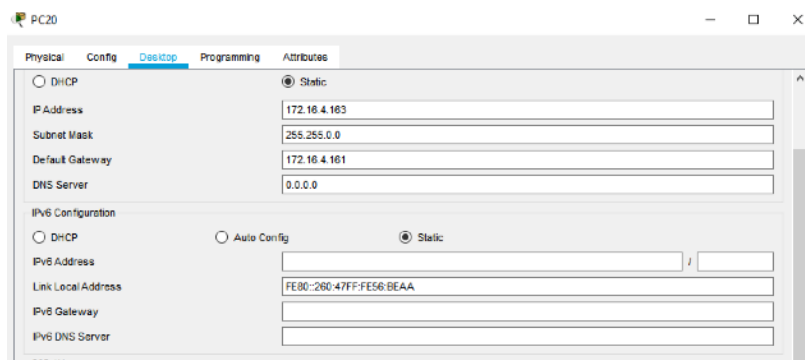 PC20
Physical Config Desktop Programming Attributes
DHCP Static
IP Address 172.16.4.163
Subnet Mask 255.255.0.0
Default Gateway 172.16.4.161
DNS Server 0.0.0.0
IPv6 Configuration
DHCP Auto Config Static
IPv6 Address /
Link Local Address FE80::260:47FF:FE56:BEAA
IPv6 Gateway
IPv6 DNS Server